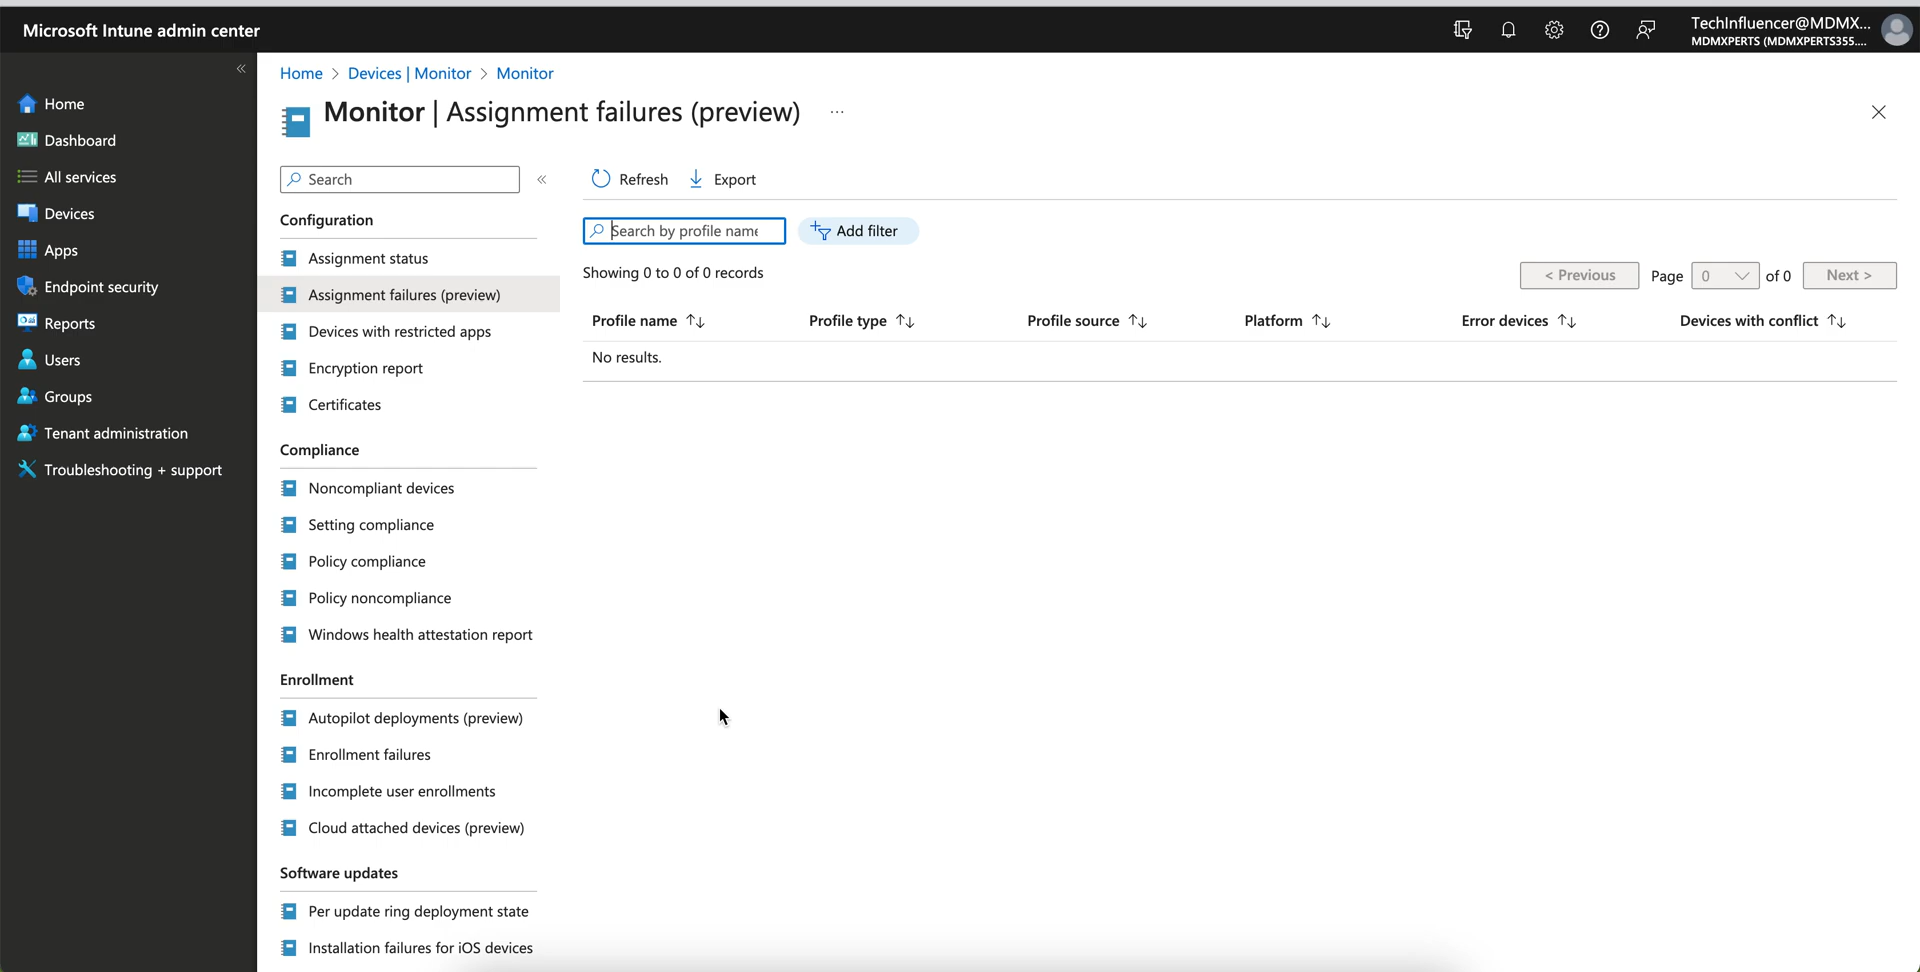 Microsoft Intune admin center
TechInfluencer@MDMX...
MDMXPERTS (MDMXPERTS355....
Home
Dashboard
All services
Devices
Apps
Endpoint security
Reports
Users
Groups
Tenant administration
Troubleshooting + support
Home > Devices | Monitor > Monitor
Monitor | Assignment failures (preview) ...
Search
Configuration
Assignment status
Assignment failures (preview)
Devices with restricted apps
Encryption report
Certificates
Compliance
Noncompliant devices
Setting compliance
Policy compliance
Policy noncompliance
Windows health attestation report
Enrollment
Autopilot deployments (preview)
Enrollment failures
Incomplete user enrollments
Cloud attached devices (preview)
Software updates
Per update ring deployment state
Installation failures for iOS devices
Refresh Export
Search by profile name Add filter
Showing 0 to 0 of 0 records
< Previous Page 0 of 0 Next >
Profile name Profile type Profile source Platform Error devices Devices with conflict
No results.